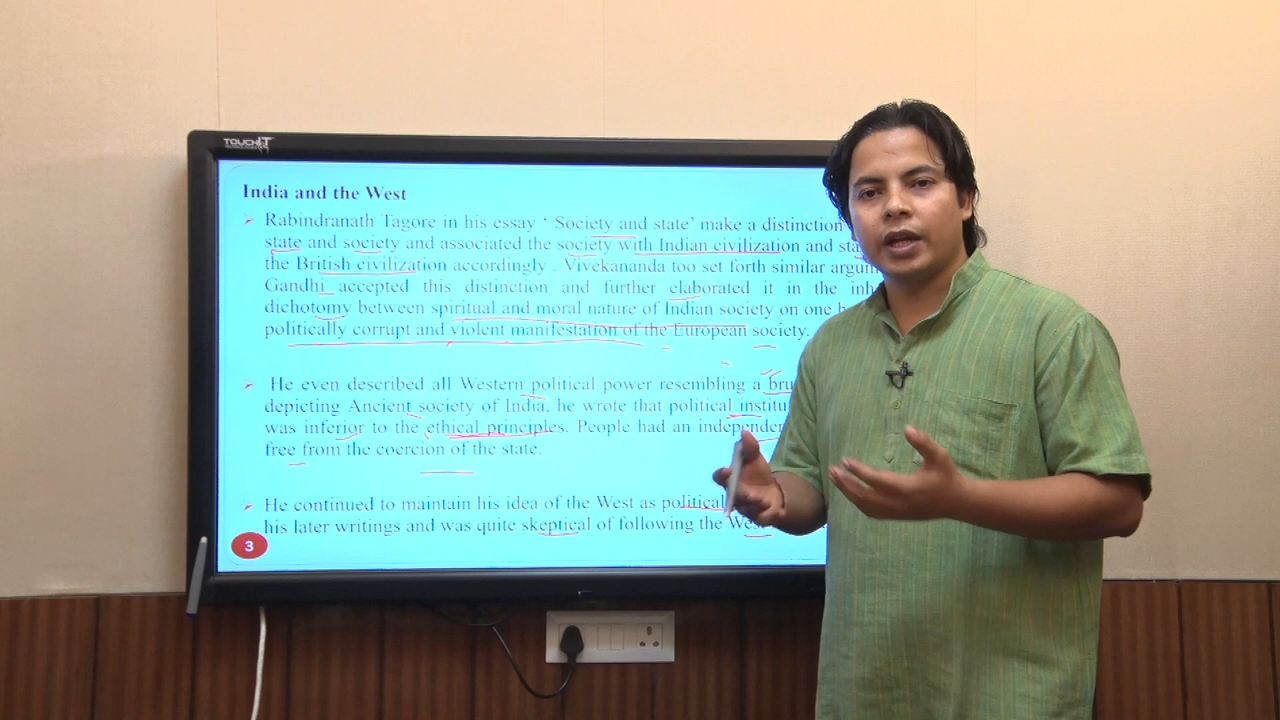 TOUCHIT
India and the West
➢ Rabindranath Tagore in his essay ‘ Society and state’ make a distinction
state and society and associated the society with Indian civilization and
the British civilization accordingly . Vivekananda too set forth similar
Gandhi accepted this distinction and further elaborated it in the
dichotomy between spiritual and moral nature of Indian society on one
politically corrupt and violent manifestation of the European society.
➢ He even described all Western political power resembling a
depicting Ancient society of India, he wrote that political
was inferior to the ethical principles. People had an
free from the coercion of the state.
➢ He continued to maintain his idea of the West as
his later writings and was quite skeptical of following the
3